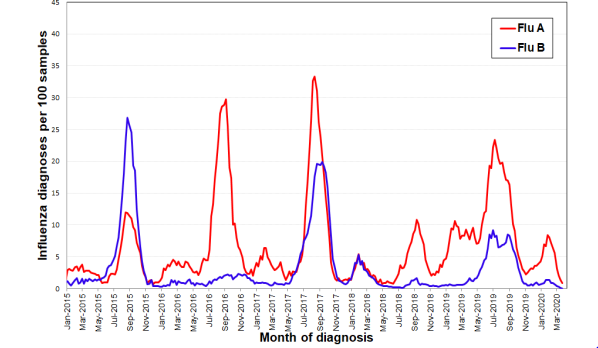 45
40
35
30
25
20
15
10
5
0
Influenza diagnoses per 100 samples
Flu A
Flu B
Jan-2015
Mar-2015
May-2015
Jul-2015
Sep-2015
Nov-2015
Jan-2016
Mar-2016
May-2016
Jul-2016
Sep-2016
Nov-2016
Jan-2017
Mar-2017
May-2017
Jul-2017
Sep-2017
Nov-2017
Jan-2018
Mar-2018
May-2018
Jul-2018
Sep-2018
Nov-2018
Jan-2019
Mar-2019
May-2019
Jul-2019
Sep-2019
Nov-2019
Jan-2020
Mar-2020
Month of diagnosis